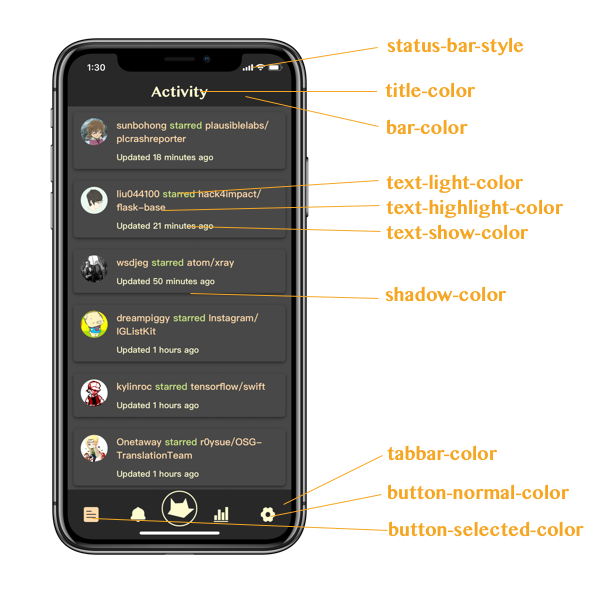 status-bar-style
1:30
Activity
title-color
bar-color
sunbohong starred plausiblelabs/
plcrashreporter
Updated 18 minutes ago
text-light-color
liu044100 starred hack4impact/
flask-base
text-highlight-color
Updated 21 minutes ago
text-show-color
wsdjeg starred atom/xray
Updated 50 minutes ago
shadow-color
dreampiggy starred Instagram/
IGListKit
Updated 1 hours ago
kylinroc starred tensorflow/swift
Updated 1 hours ago
Onetaway starred r0ysue/OSG-
TranslationTeam
Updated 1 hours ago
tabbar-color
button-normal-color
button-selected-color